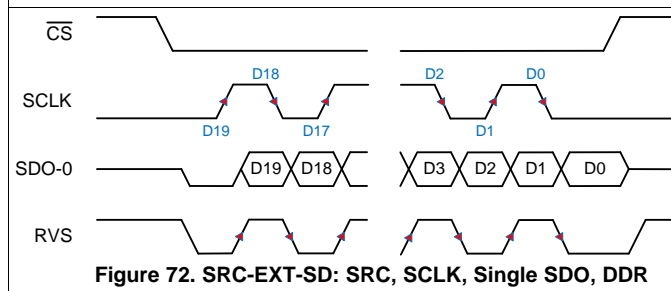 CS
D18 D2 D0
SCLK
D19 D17 D1
SDO-0 D19 D18 D3 D2 D1 D0
RVS
Figure 72. SRC-EXT-SD: SRC, SCLK, Single SDO, DDR